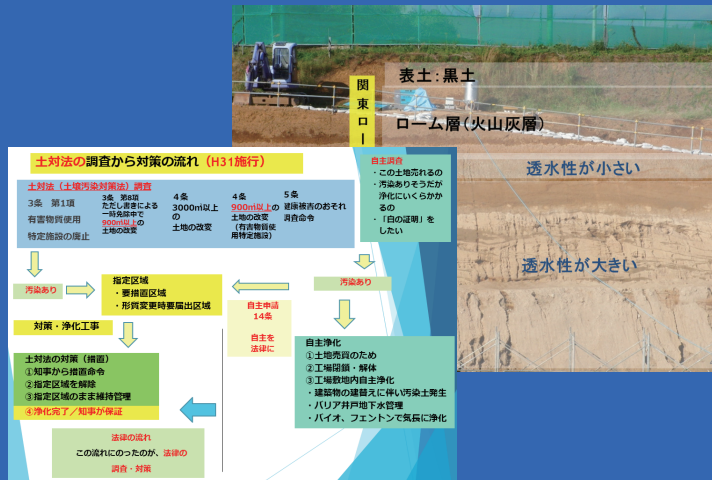 表土：黒土
関東ロー
ローム層（火山灰層）
透水性が小さい
透水性が大きい
土対法の調査から対策の流れ（H31施行）
土対法（土壌汚染対策法）調査
3条　第1項
有害物質使用
特定施設の廃止
3条　第8項
ただし書きによる
一時免除中で
900㎡以上の
土地の改変
4条
3000㎡以上
の
土地の改変
4条
900㎡以上の
土地の改変
（有害物質使
用特定施設）
5条
健康被害のおそれ
調査命令
自主調査
・この土地売れるの
・汚染ありそうだが
浄化にいくらかか
るの
・「白の証明」を
したい
汚染あり
指定区域
・要措置区域
・形質変更時要届出区域
汚染あり
自主申請
14条
自主を
法律に
対策・浄化工事
土対法の対策（措置）
①知事から措置命令
②指定区域を解除
③指定区域のまま維持管理
④浄化完了／知事が保証
自主浄化
①土地売買のため
②工場閉鎖・解体
③工場敷地内自主浄化
・建築物の建替えに伴い汚染土発生
・バリア井戸地下水管理
・バイオ、フェントンで気長に浄化
法律の流れ
この流れにのったのが、法律の
調査・対策